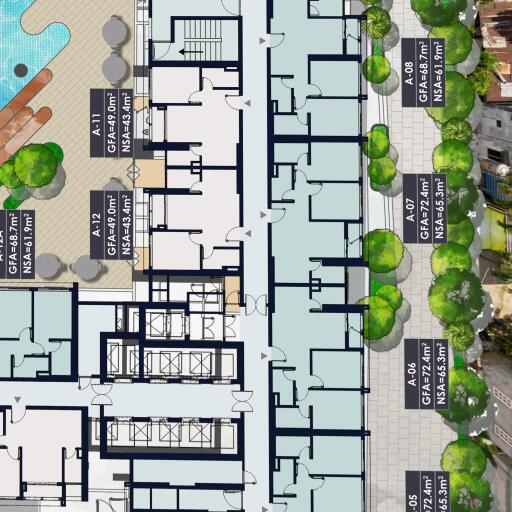 A-11
GFA=49.0m²
NSA=43.4m²
A-08
GFA=68.7m²
NSA=61.9m²
A-12
GFA=49.0m²
NSA=43.4m²
A-07
GFA=72.4m²
NSA=65.3m²
A-12A
GFA=68.7m²
NSA=61.9m²
A-06
GFA=72.4m²
NSA=65.3m²
-05
=72.4m²
=65.3m²